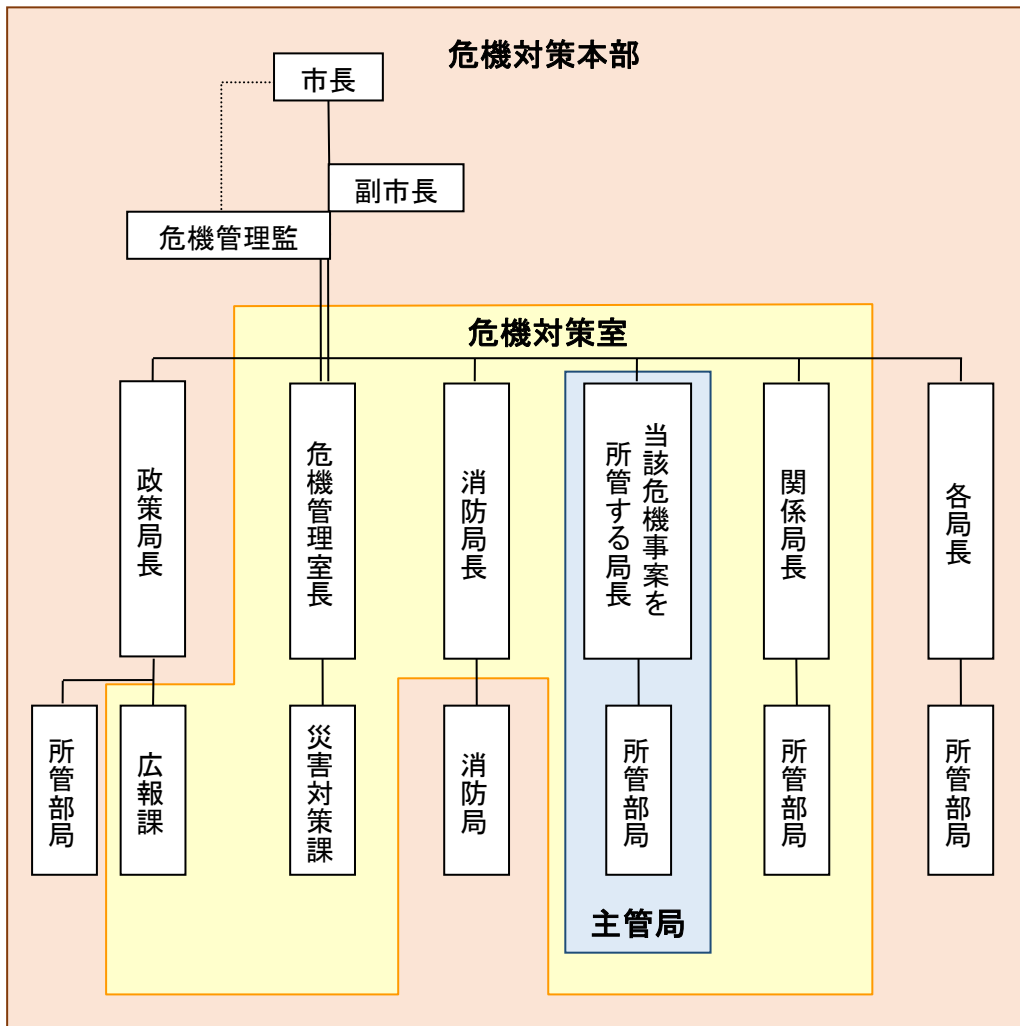 危機対策本部
市長
副市長
危機管理監
危機対策室
政策局長
危機管理室長
消防局長
当該危機事案を
所管する局長
関係局長
各局長
所管部局
広報課
災害対策課
消防局
所管部局
所管部局
所管部局
主管局